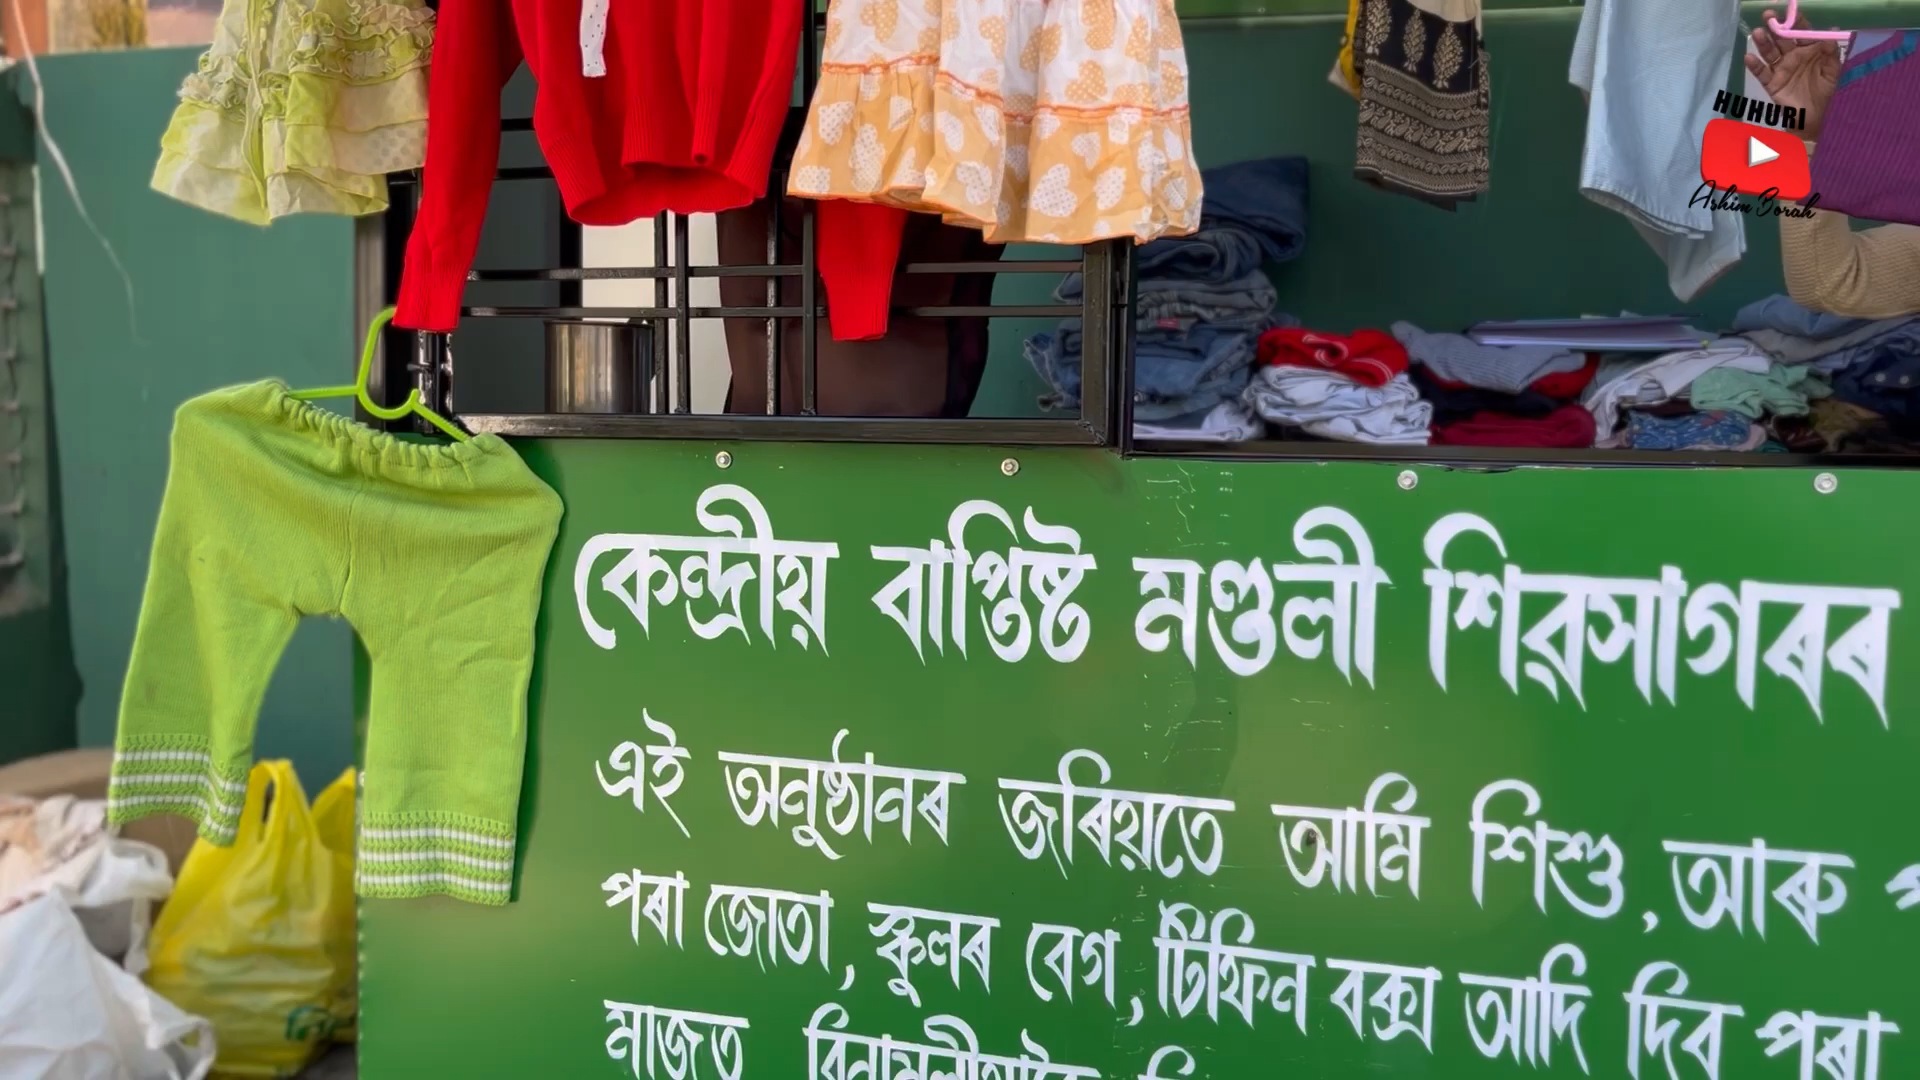 HUHURI
Ashim Borah
কেন্দ্ৰীয় বাপ্তিষ্ট মণ্ডলী শিৱসাগৰৰ
এই অনুষ্ঠানৰ জৰিয়তে আমি শিশু, আৰু
পৰা জোতা, স্কুলৰ বেগ, টিফিন বক্স আদি দিব পৰা
মাজত বিনামূলীয়াকৈ